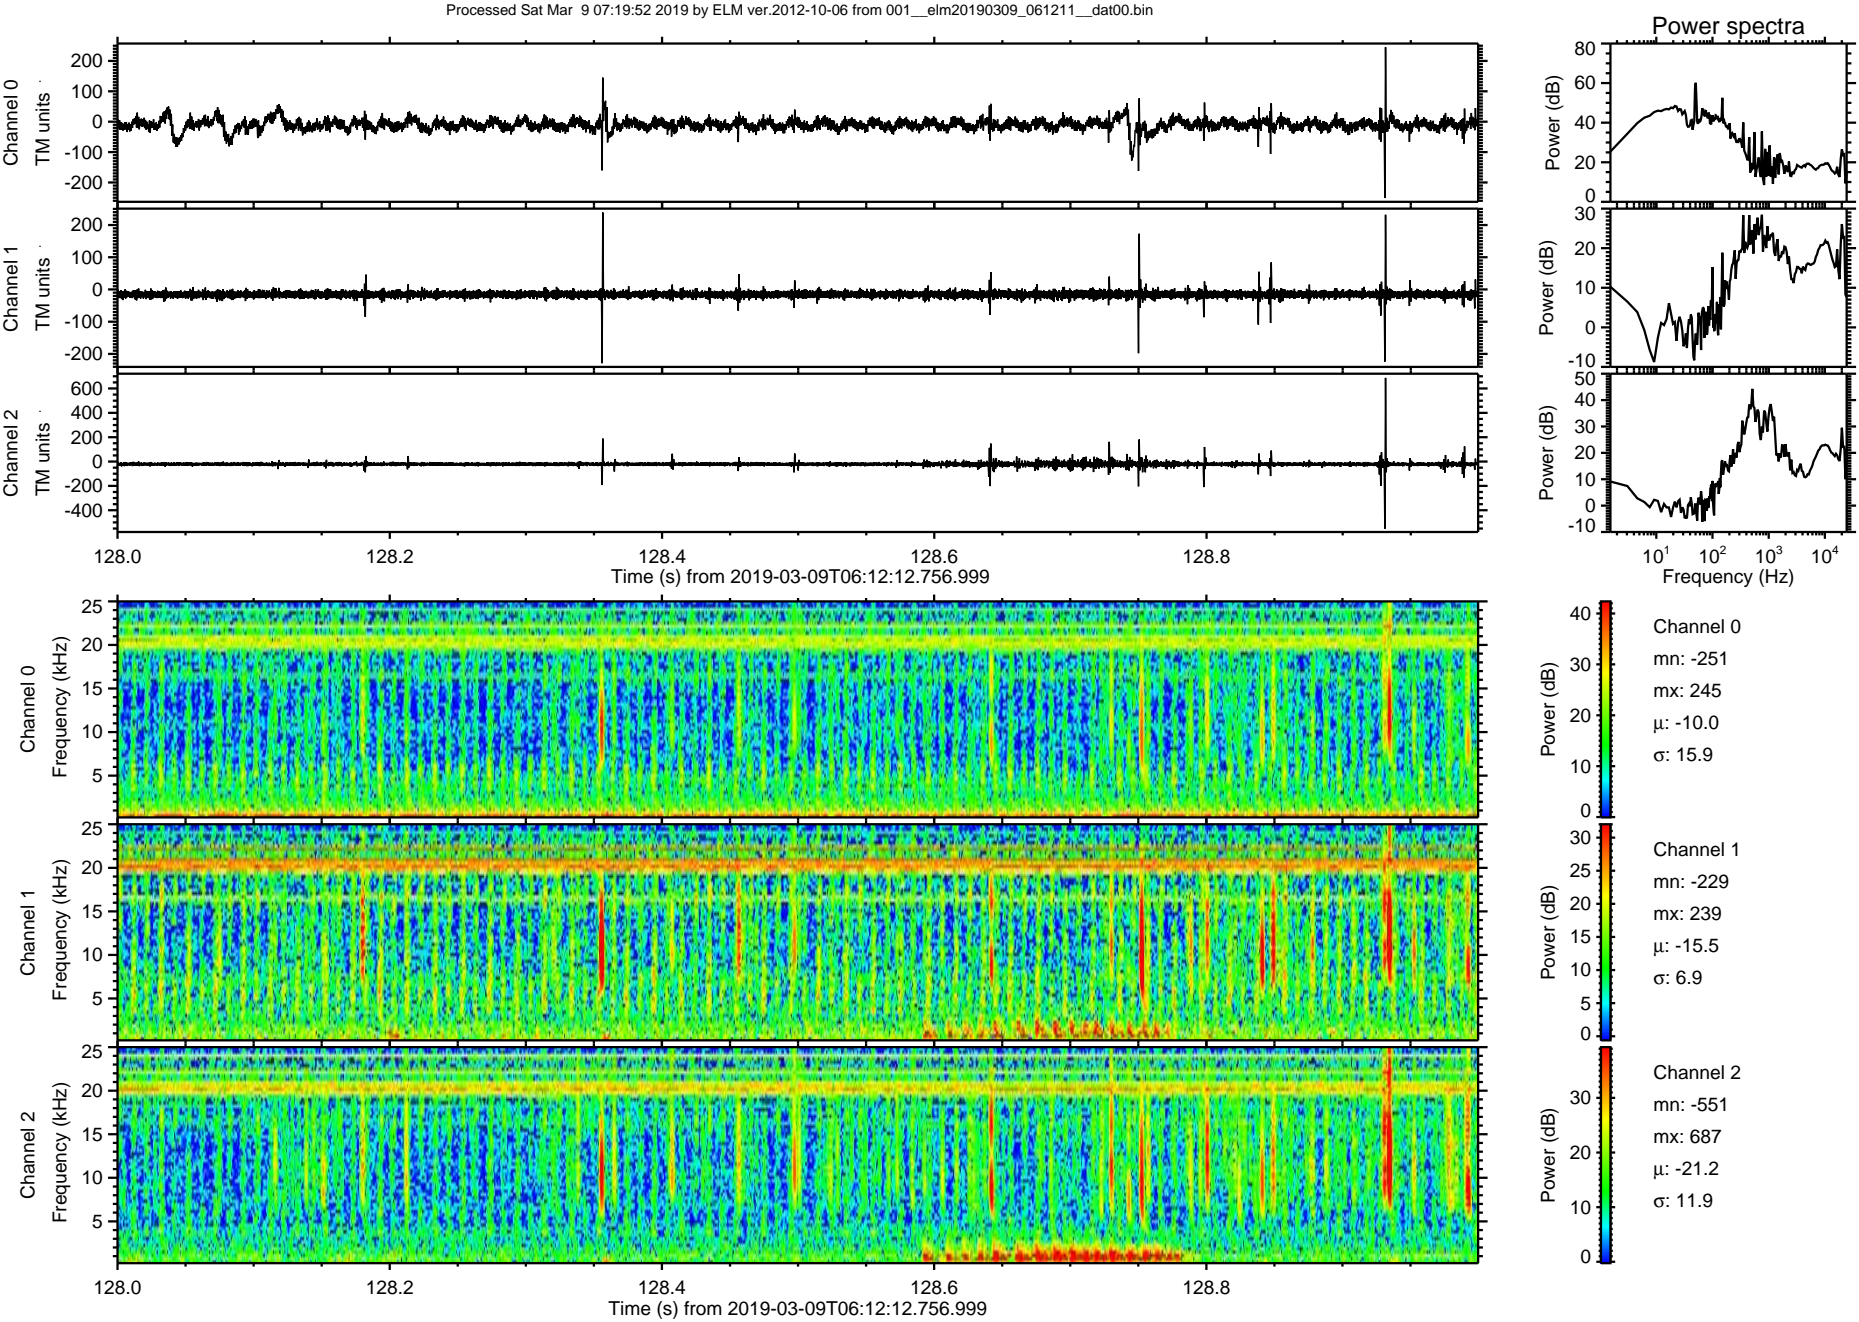 Processed Sat Mar  9 07:19:52 2019 by ELM ver.2012-10-06 from 001__elm20190309_061211__dat00.bin
Power spectra
Channel 0
TM units
200
100
0
-100
-200
Power (dB)
80
60
40
20
0
Channel 1
TM units
200
100
0
-100
-200
Power (dB)
30
20
10
0
-10
Channel 2
TM units
600
400
200
0
-200
-400
Power (dB)
50
40
30
20
10
0
-10
128.0 128.2 128.4 128.6 128.8
Time (s) from 2019-03-09T06:12:12.756.999
10¹ 10² 10³ 10⁴
Frequency (Hz)
Channel 0
Frequency (kHz)
25
20
15
10
5
Power (dB)
40
30
20
10
0
Channel 0
mn: -251
mx: 245
μ: -10.0
σ: 15.9
Channel 1
Frequency (kHz)
25
20
15
10
5
Power (dB)
30
25
20
15
10
5
0
Channel 1
mn: -229
mx: 239
μ: -15.5
σ: 6.9
Channel 2
Frequency (kHz)
25
20
15
10
5
Power (dB)
30
20
10
0
Channel 2
mn: -551
mx: 687
μ: -21.2
σ: 11.9
128.0 128.2 128.4 128.6 128.8
Time (s) from 2019-03-09T06:12:12.756.999